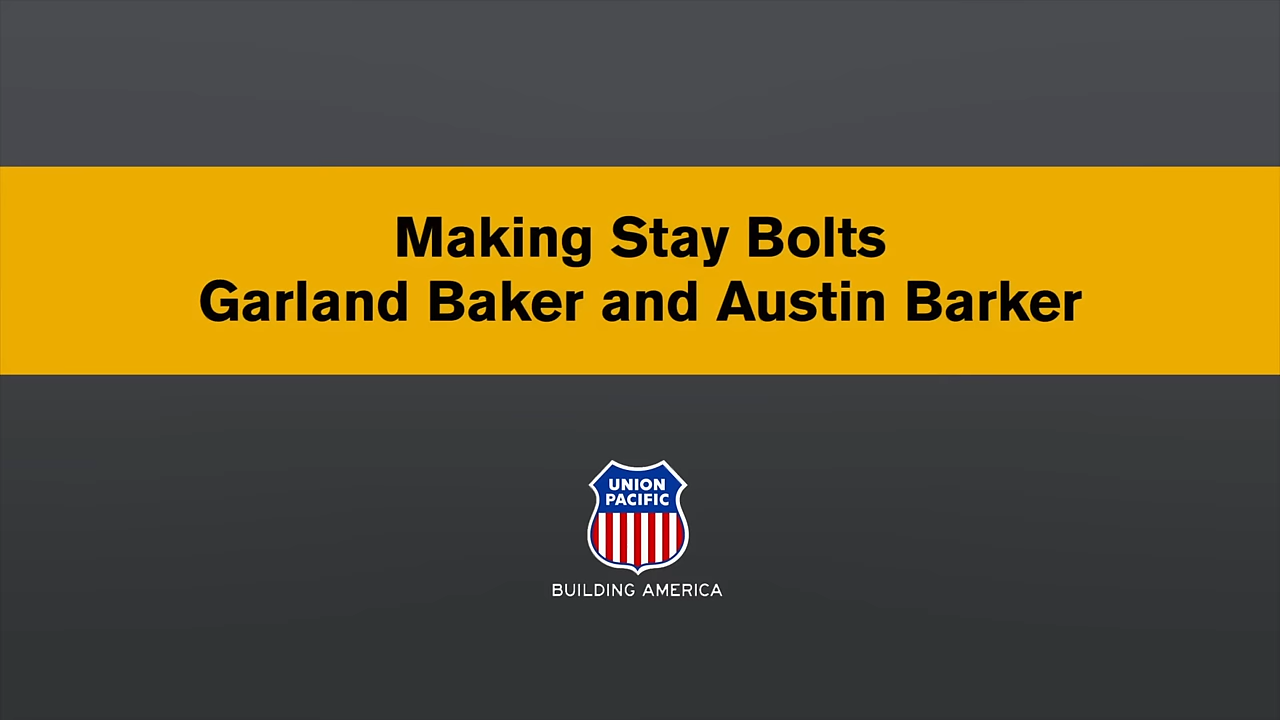 Making Stay Bolts
Garland Baker and Austin Barker
UNION
PACIFIC
BUILDING AMERICA